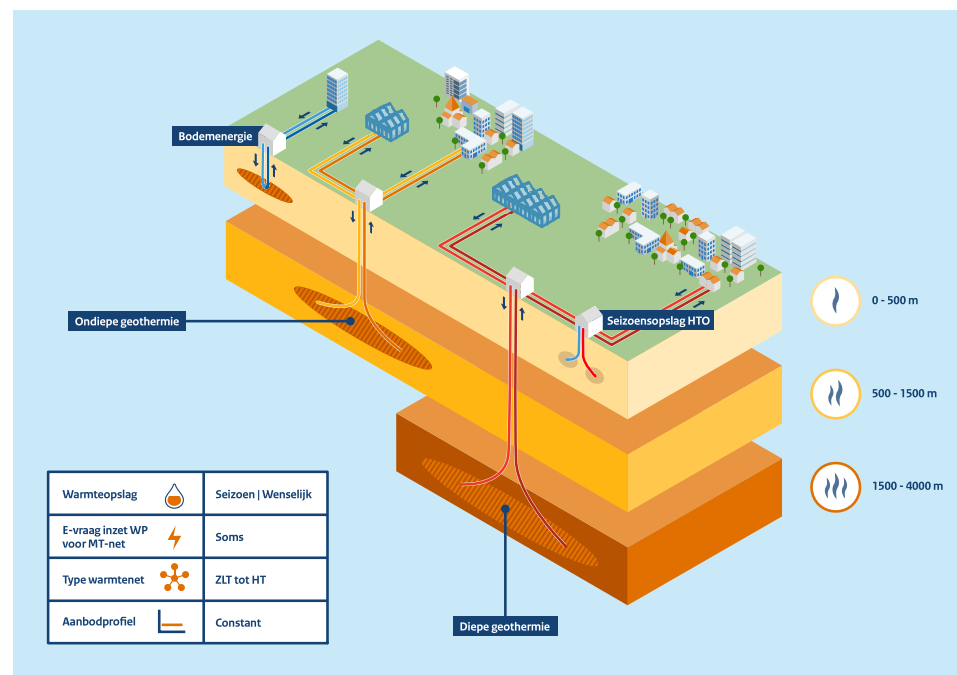 Bodemenergie
Ondiepe geothermie
Seizoensopslag HTO
Diepe geothermie
0 - 500 m
500 - 1500 m
1500 - 4000 m
Warmteopslag
Seizoen | Wenselijk
E-vraag inzet WP
voor MT-net
Soms
Type warmtenet
ZLT tot HT
Aanbodprofiel
Constant